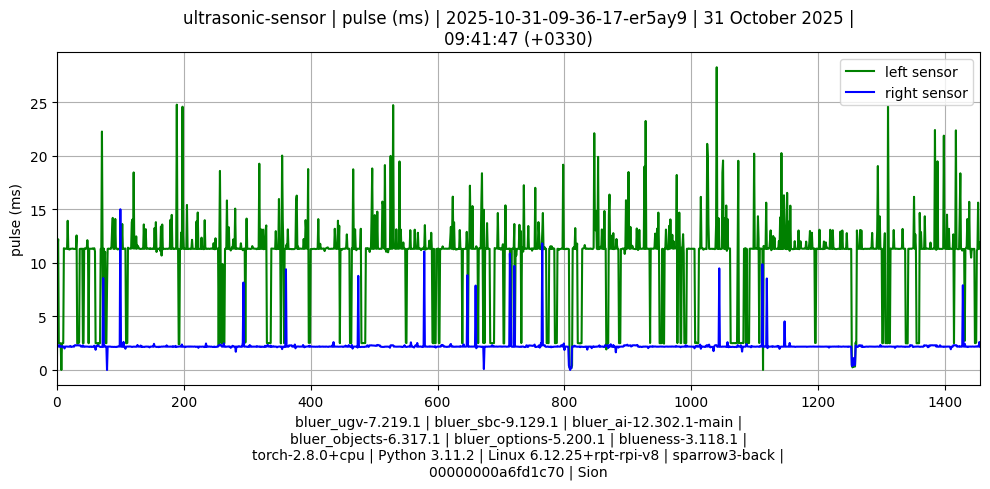 ultrasonic-sensor | pulse (ms) | 2025-10-31-09-36-17-er5ay9 | 31 October 2025 |
09:41:47 (+0330)
left sensor
right sensor
pulse (ms)
25
20
15
10
5
0
0 200 400 600 800 1000 1200 1400
bluer_ugv-7.219.1 | bluer_sbc-9.129.1 | bluer_ai-12.302.1-main |
bluer_objects-6.317.1 | bluer_options-5.200.1 | blueness-3.118.1 |
torch-2.8.0+cpu | Python 3.11.2 | Linux 6.12.25+rpt-rpi-v8 | sparrow3-back |
00000000a6fd1c70 | Sion